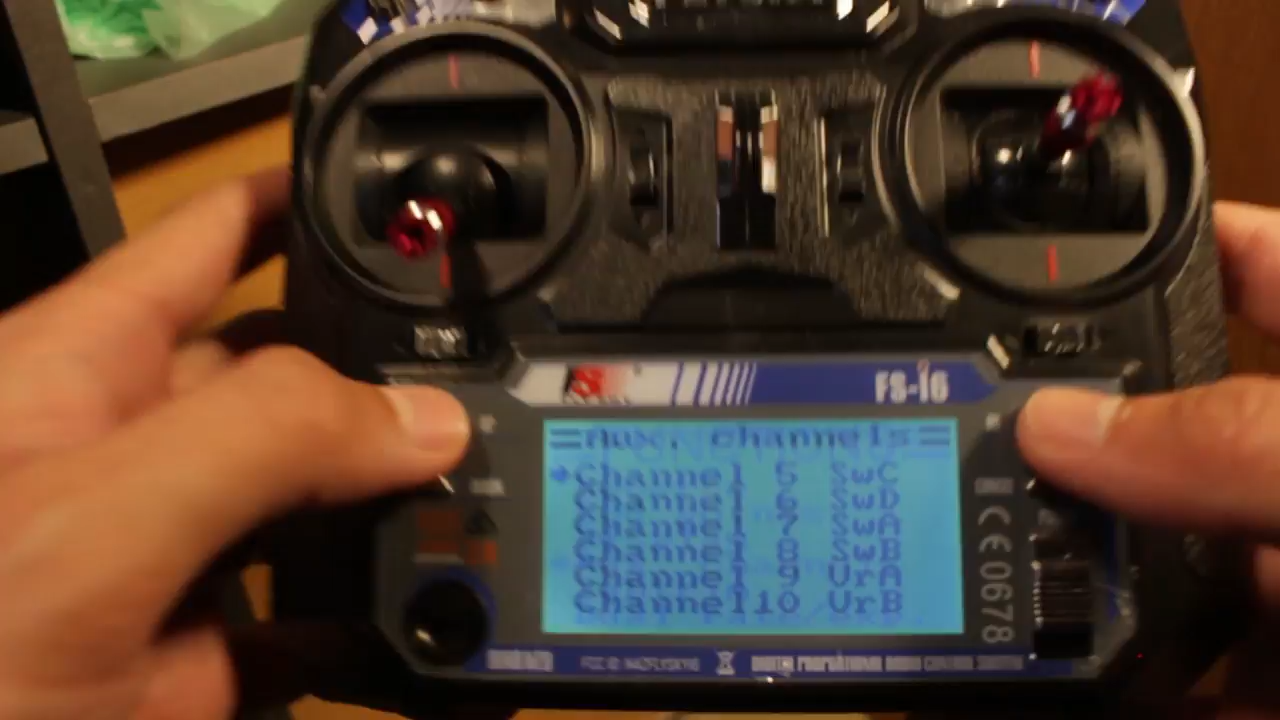 FS-i6
Aux. channels
Channel 5 SwC
Channel 6 SwD
Channel 7 SwA
Channel 8 SwB
Channel 9 VrA
Channel10 VrB
CE0678